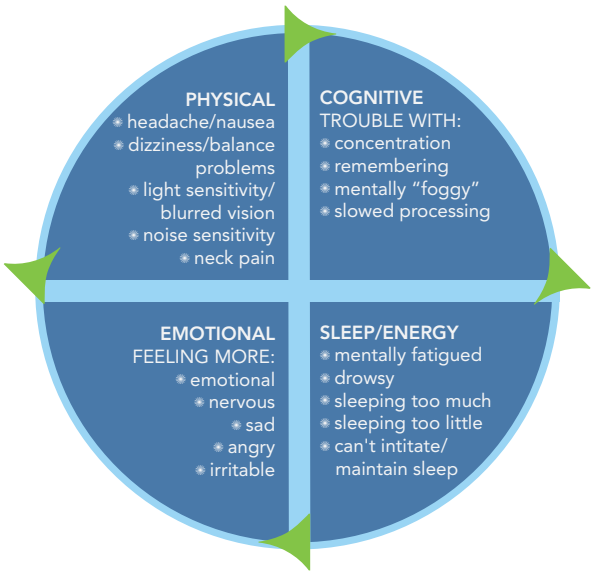 PHYSICAL
headache/nausea
dizziness/balance
problems
light sensitivity/
blurred vision
noise sensitivity
neck pain
COGNITIVE
TROUBLE WITH:
concentration
remembering
mentally “foggy”
slowed processing
EMOTIONAL
FEELING MORE:
emotional
nervous
sad
angry
irritable
SLEEP/ENERGY
mentally fatigued
drowsy
sleeping too much
sleeping too little
can't intitate/
maintain sleep